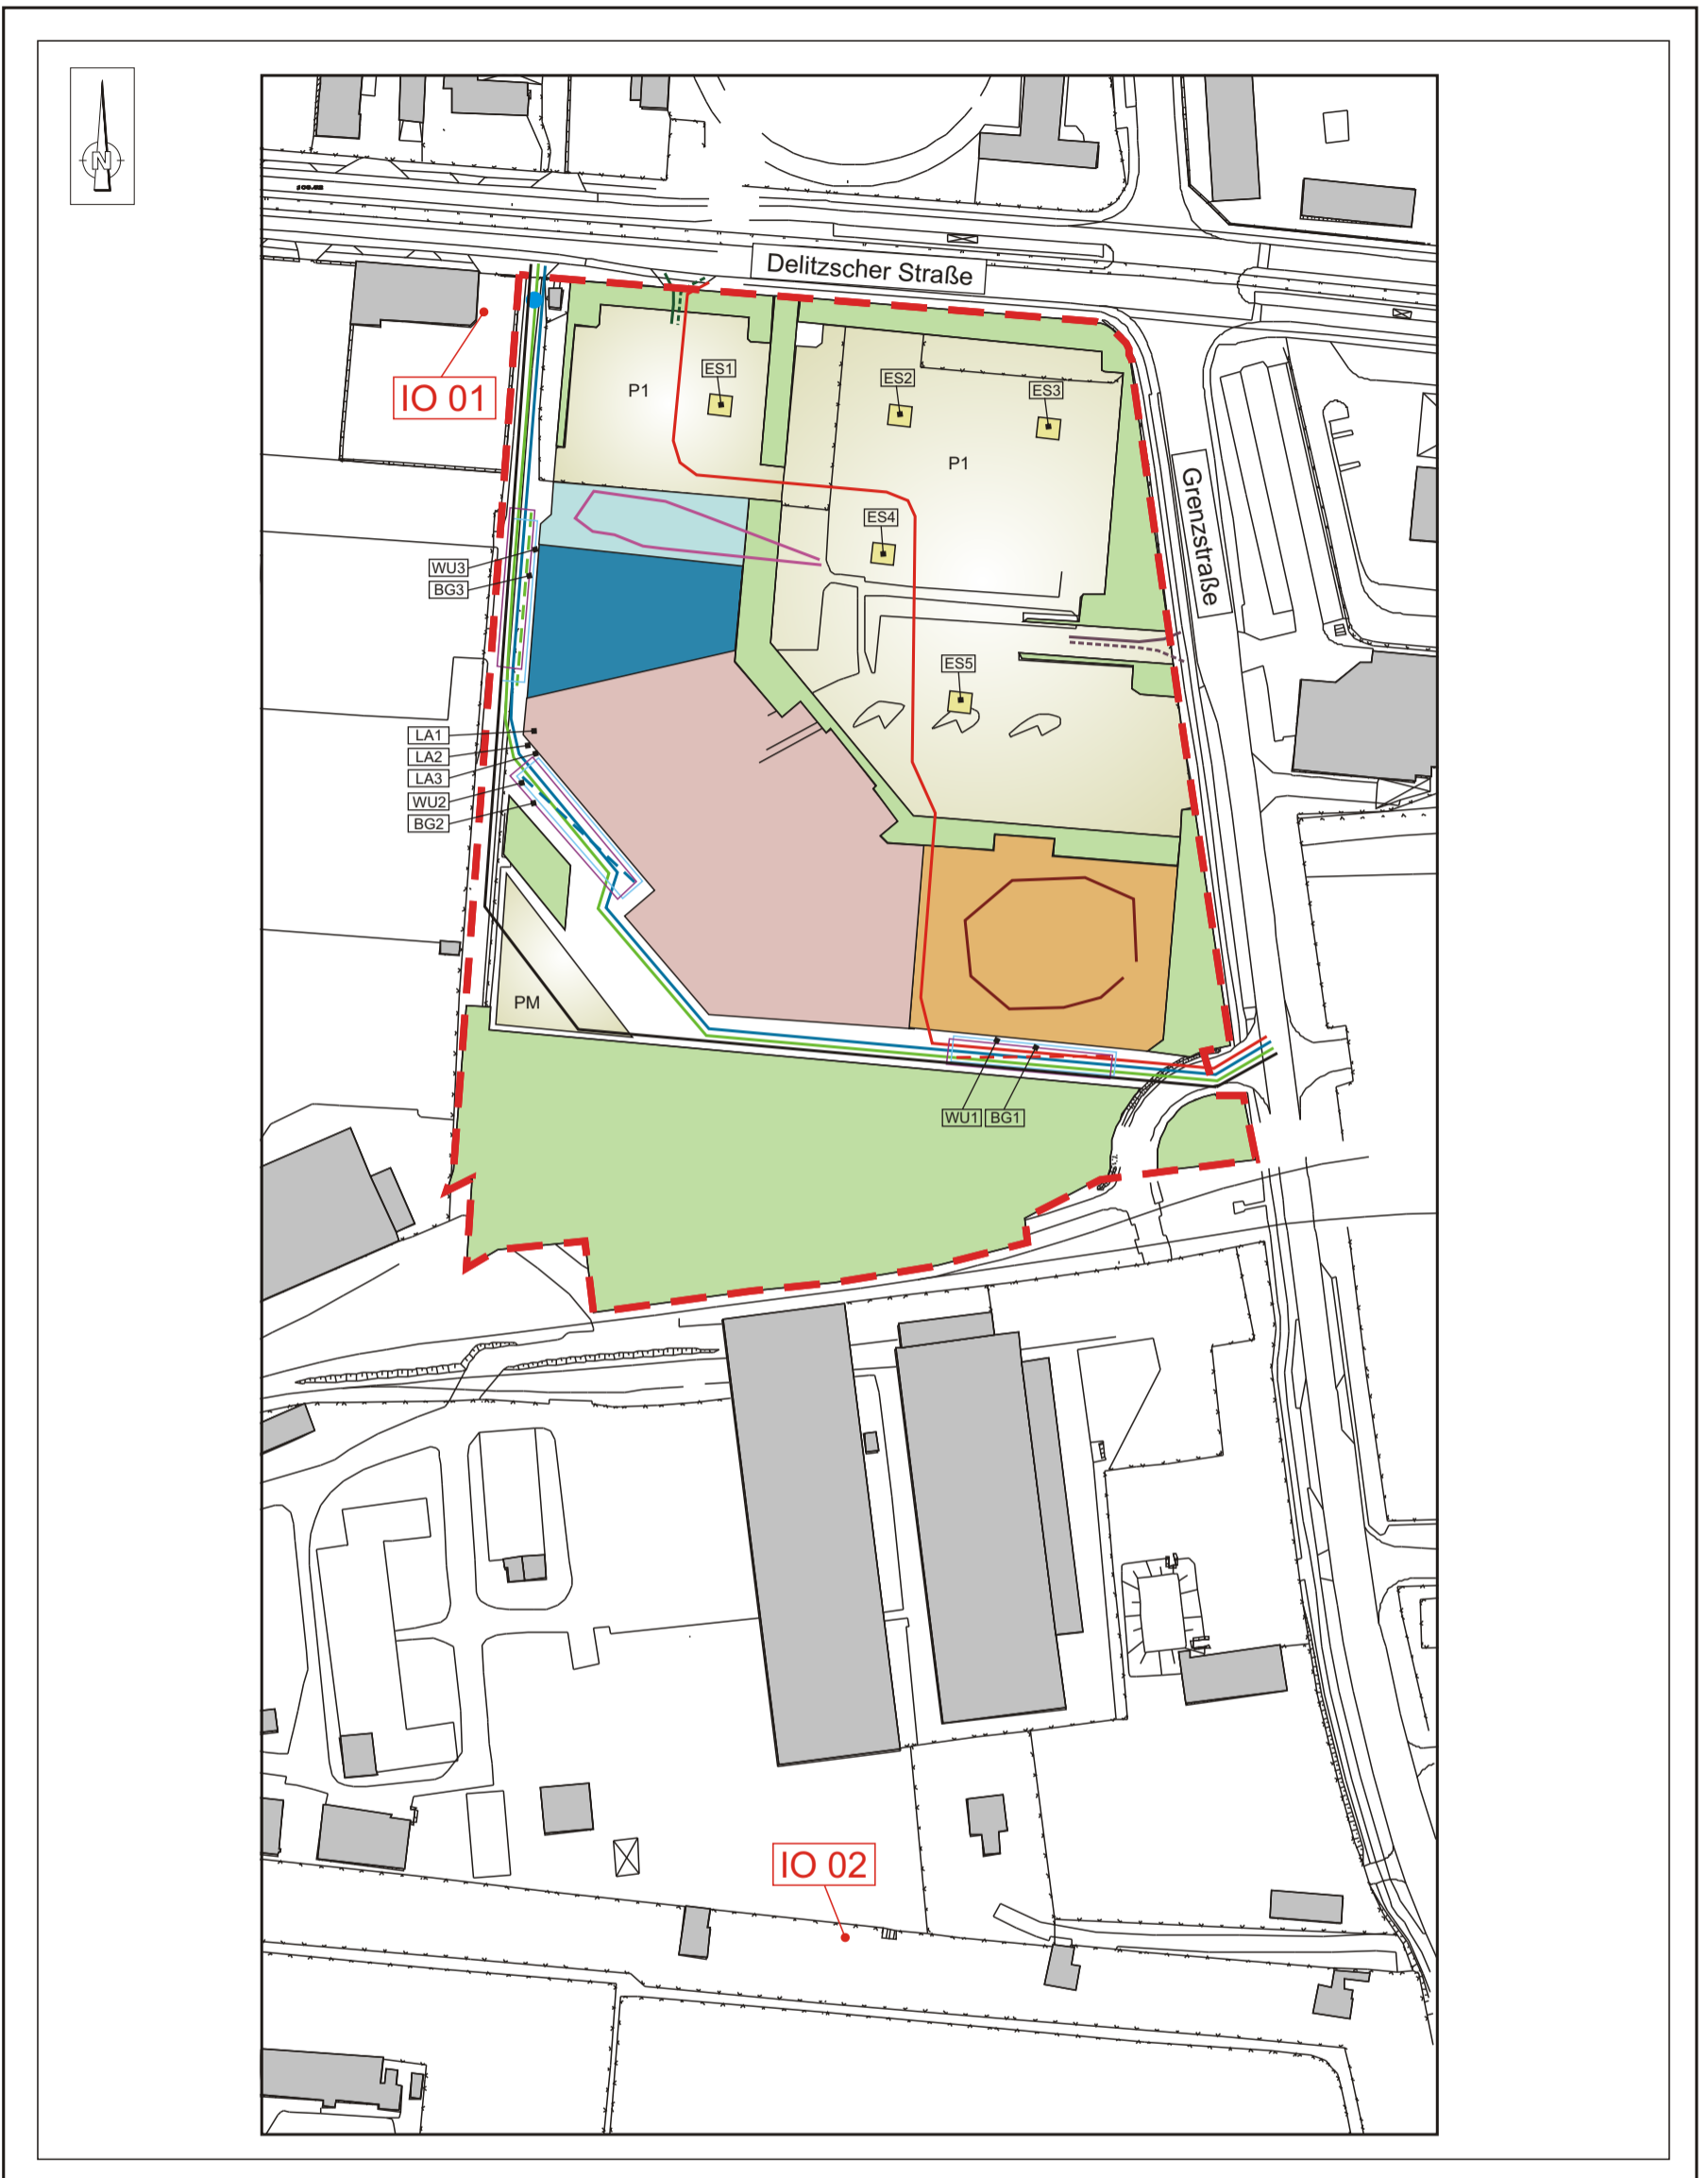 N
Delitzscher Straße
IO 01
ES1
P1
ES2
ES3
P1
Grenzstraße
ES4
WU3
BG3
ES5
LA1
LA2
LA3
WU2
BG2
PM
WU1
BG1
IO 02